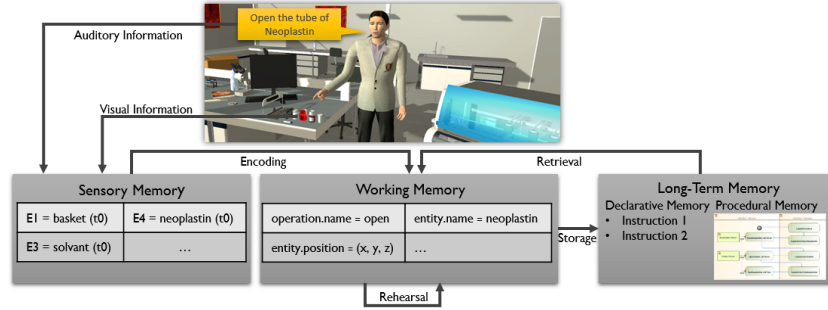 Open the tube of
Neoplastin
Auditory Information
Visual Information
Encoding
Retrieval
Sensory Memory
E1 = basket (t0)
E4 = neoplastin (t0)
E3 = solvant (t0)
...
Working Memory
operation.name = open
entity.name = neoplastin
entity.position = (x, y, z)
...
Rehearsal
Storage
Long-Term Memory
Declarative Memory Procedural Memory
• Instruction 1
• Instruction 2